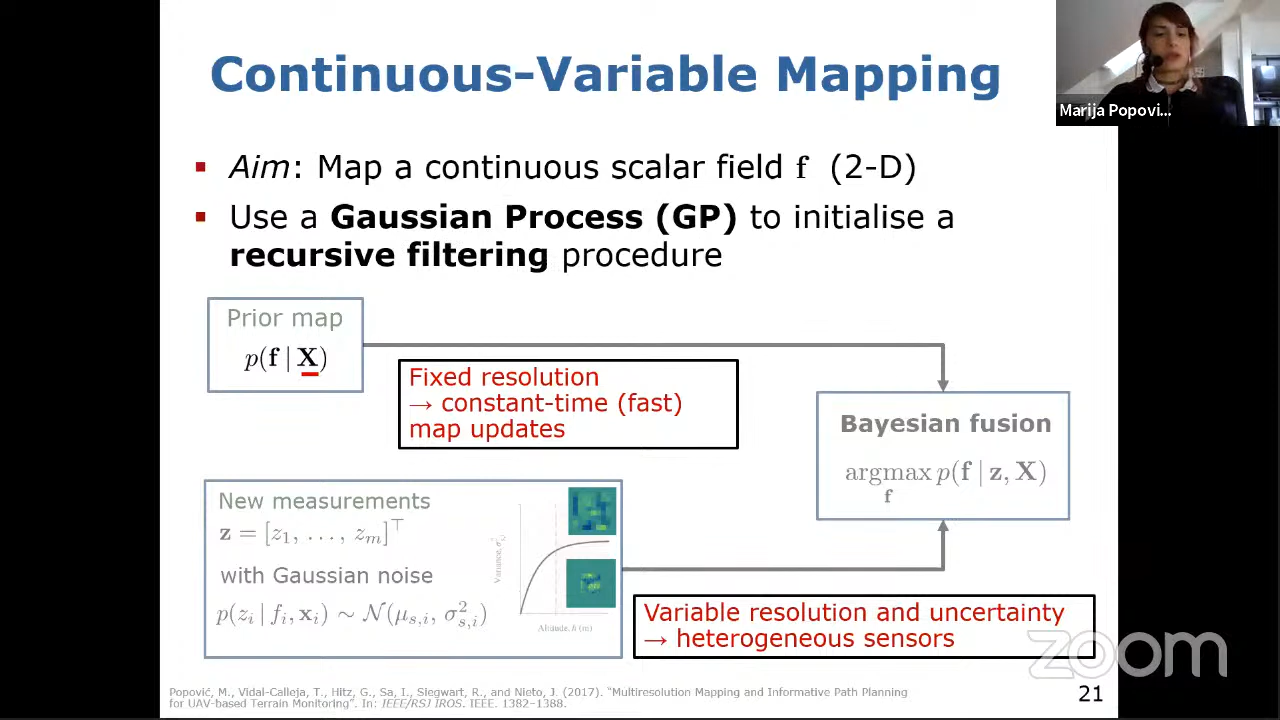 Continuous-Variable Mapping
Marija Popovi...
Aim: Map a continuous scalar field f (2-D)
Use a Gaussian Process (GP) to initialise a
recursive filtering procedure
Prior map
p(f | X)
Fixed resolution
→ constant-time (fast)
map updates
Bayesian fusion
argmax p(f | z, X)
f
New measurements
z = [z₁, ..., zₘ]⊤
with Gaussian noise
p(zᵢ | fᵢ, xᵢ) ∼ N(μₛ,ᵢ, σ²ₛ,ᵢ)
Variance, σ²ₛ,ᵢ
Altitude, h (m)
Variable resolution and uncertainty
→ heterogeneous sensors
zoom
Popović, M., Vidal-Calleja, T., Hitz, G., Sa, I., Siegwart, R., and Nieto, J. (2017). "Multiresolution Mapping and Informative Path Planning
for UAV-based Terrain Monitoring". In: IEEE/RSJ IROS. IEEE. 1382–1388.
21